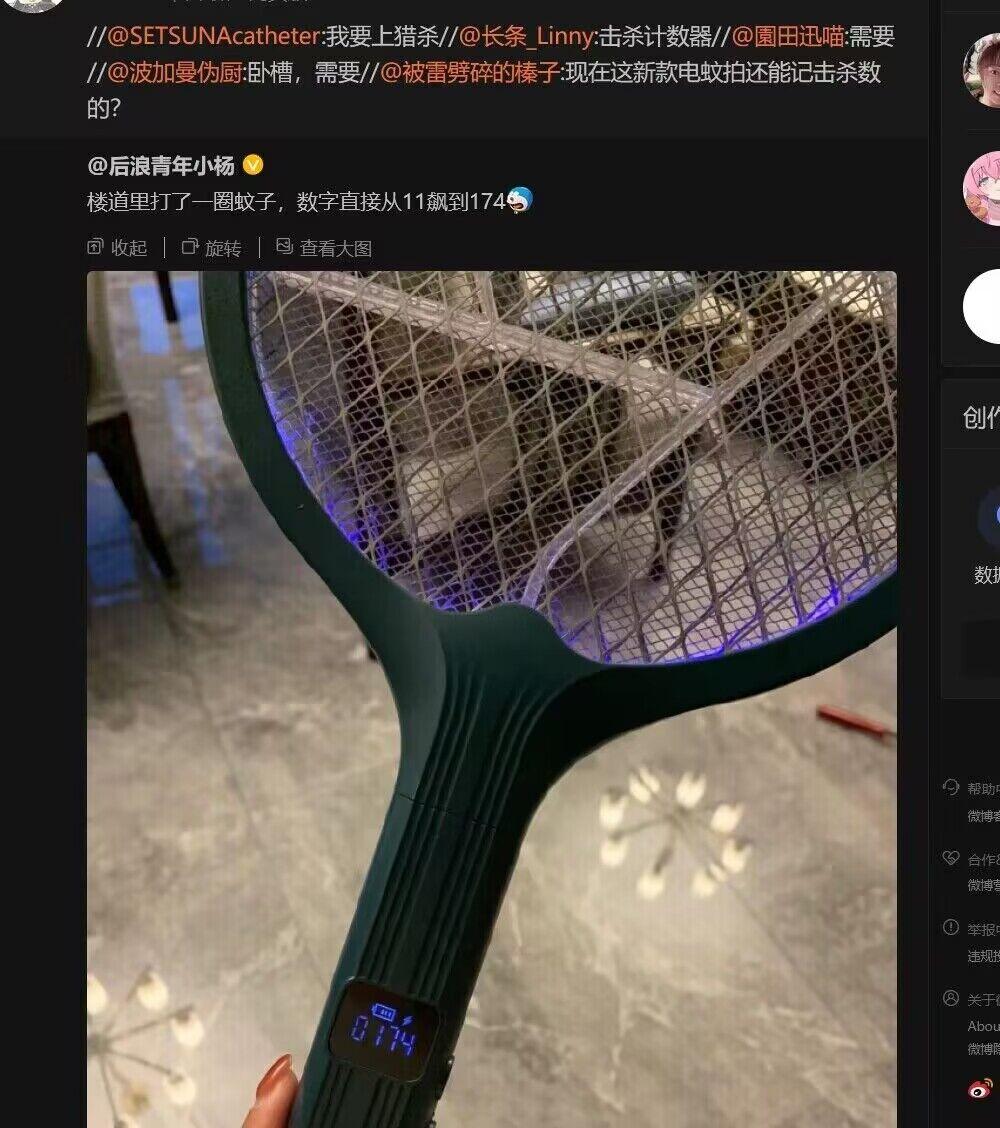 //@SETSUNAcatheter:我要上猎杀//@长条_Linny:击杀计数器//@園田迅喵:需要
//@波加曼伪厨:卧槽，需要//@被雷劈碎的榛子:现在这新款电蚊拍还能记击杀数
的?
@后浪青年小杨
楼道里打了一圈蚊子，数字直接从11飙到174
收起 旋转 查看大图
0174
创作
数据
帮助中
微博客
合作&
微博营
举报中
违规投
关于微
Abou
微博隐